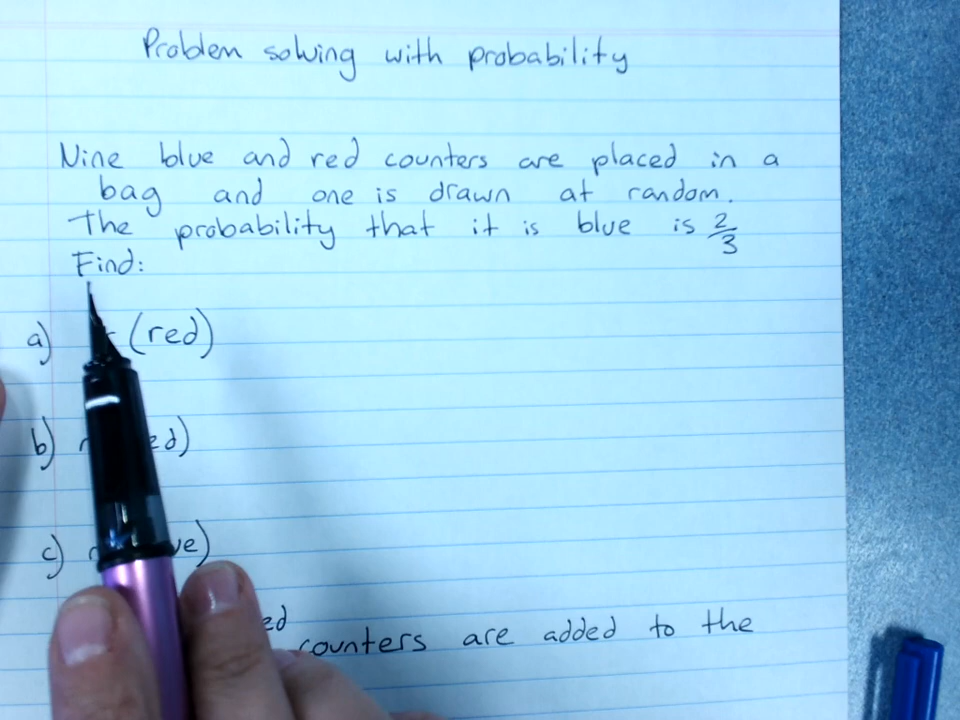 Problem solving with probability
Nine blue and red counters are placed in a
bag and one is drawn at random.
The probability that it is blue is 2/3
Find:
a) (red)
b)
c)
counters are added to the